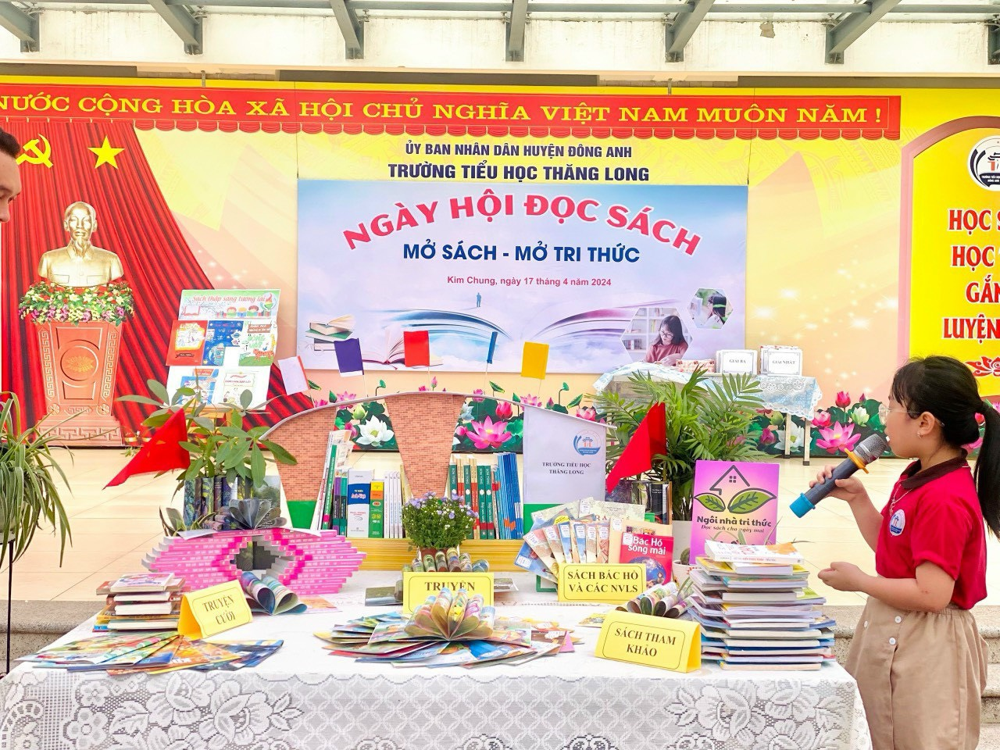 NƯỚC CỘNG HÒA XÃ HỘI CHỦ NGHĨA VIỆT NAM MUÔN NĂM !
ỦY BAN NHÂN DÂN HUYỆN ĐÔNG ANH
TRƯỜNG TIỂU HỌC THĂNG LONG
NGÀY HỘI ĐỌC SÁCH
MỞ SÁCH - MỞ TRI THỨC
Kim Chung, ngày 17 tháng 4 năm 2024
HỌC
HỌC
GẮN
LUYỆN
Sách thắp sáng tương lai
GIẢI BA
GIẢI NHẤT
TRƯỜNG TIỂU HỌC
THĂNG LONG
Ngôi nhà tri thức
Đọc sách cho ngày mai
Bác Hồ
sống mãi
TRUYỆN
CƯỜI
TRUYỆN
SÁCH BÁC HỒ
VÀ CÁC NVLS
SÁCH THAM
KHẢO